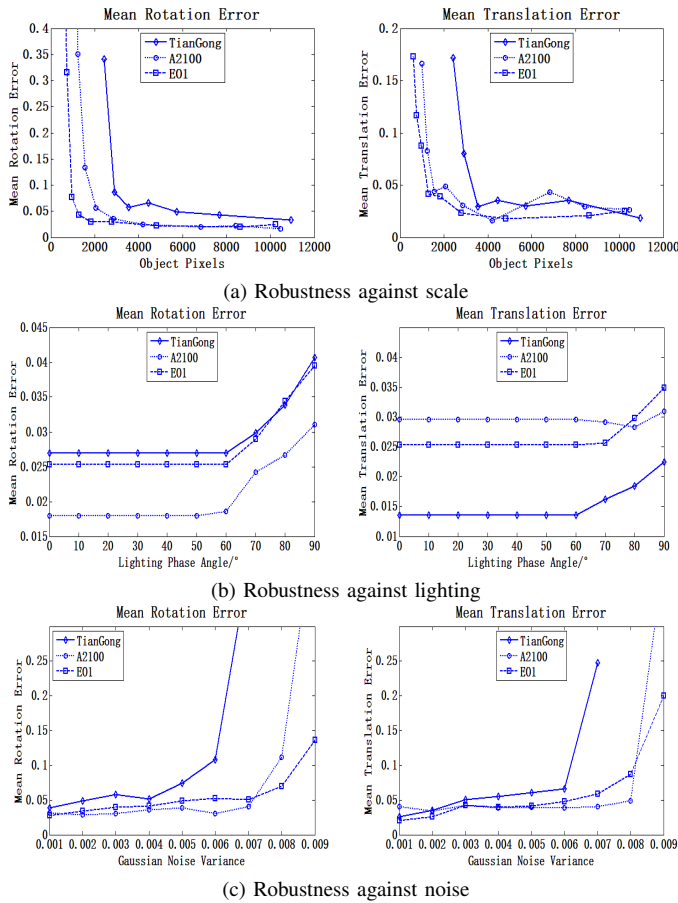 Mean Rotation Error
Mean Rotation Error
0.4
0.35
0.3
0.25
0.2
0.15
0.1
0.05
0
0 2000 4000 6000 8000 10000 12000
Object Pixels
TianGong
A2100
E01
Mean Translation Error
Mean Translation Error
0.2
0.15
0.1
0.05
0
0 2000 4000 6000 8000 10000 12000
Object Pixels
TianGong
A2100
E01
(a) Robustness against scale
Mean Rotation Error
Mean Rotation Error
0.045
0.04
0.035
0.03
0.025
0.02
0.015
0 10 20 30 40 50 60 70 80 90
Lighting Phase Angle/°
TianGong
A2100
E01
Mean Translation Error
Mean Translation Error
0.04
0.035
0.03
0.025
0.02
0.015
0.01
0 10 20 30 40 50 60 70 80 90
Lighting Phase Angle/°
TianGong
A2100
E01
(b) Robustness against lighting
Mean Rotation Error
Mean Rotation Error
0.25
0.2
0.15
0.1
0.05
0
0.001 0.002 0.003 0.004 0.005 0.006 0.007 0.008 0.009
Gaussian Noise Variance
TianGong
A2100
E01
Mean Translation Error
Mean Translation Error
0.25
0.2
0.15
0.1
0.05
0
0.001 0.002 0.003 0.004 0.005 0.006 0.007 0.008 0.009
Gaussian Noise Variance
TianGong
A2100
E01
(c) Robustness against noise